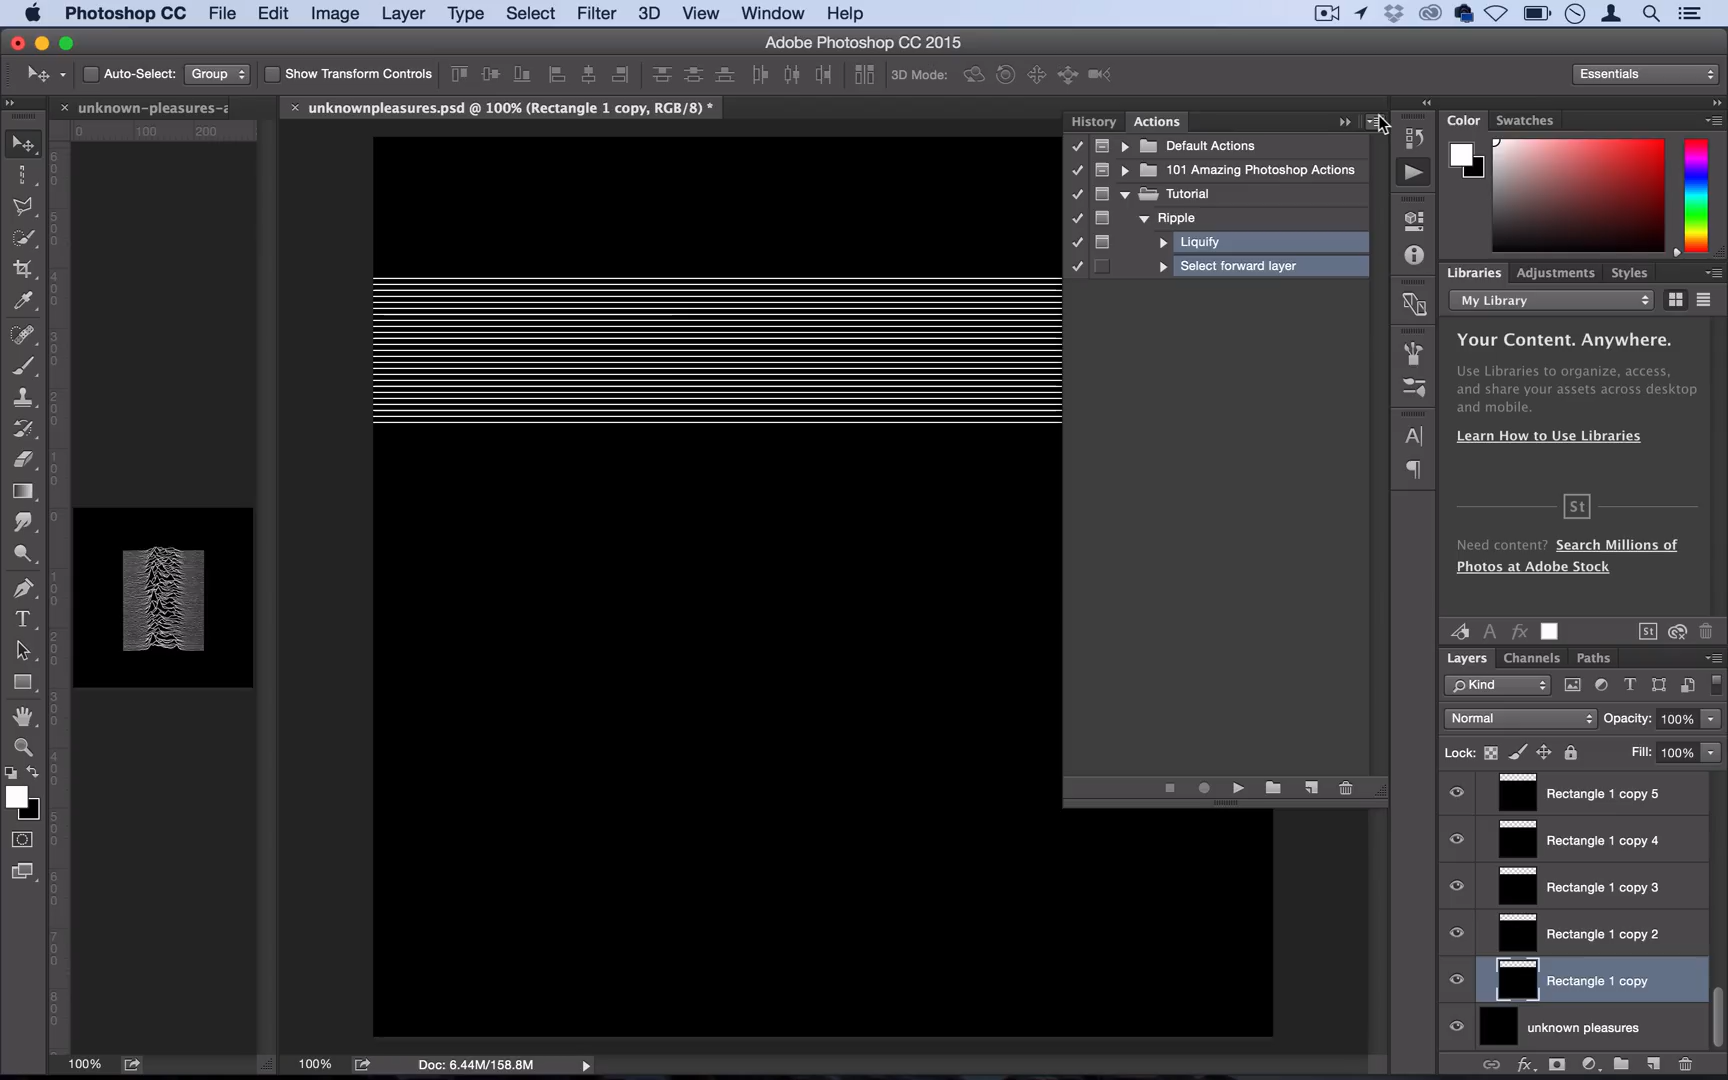 Photoshop CC File Edit Image Layer Type Select Filter 3D View Window Help
Adobe Photoshop CC 2015
Auto-Select: Group Show Transform Controls 3D Mode: Essentials
unknown-pleasures-a
unknownpleasures.psd @ 100% (Rectangle 1 copy, RGB/8) *
0 100 200
History Actions
Default Actions
101 Amazing Photoshop Actions
Tutorial
Ripple
Liquify
Select forward layer
Color Swatches
Libraries Adjustments Styles
My Library
Your Content. Anywhere.
Use Libraries to organize, access,
and share your assets across desktop
and mobile.
Learn How to Use Libraries
St
Need content? Search Millions of
Photos at Adobe Stock
Layers Channels Paths
Kind
Normal Opacity: 100%
Lock: Fill: 100%
Rectangle 1 copy 5
Rectangle 1 copy 4
Rectangle 1 copy 3
Rectangle 1 copy 2
Rectangle 1 copy
unknown pleasures
100%
100% Doc: 6.44M/158.8M